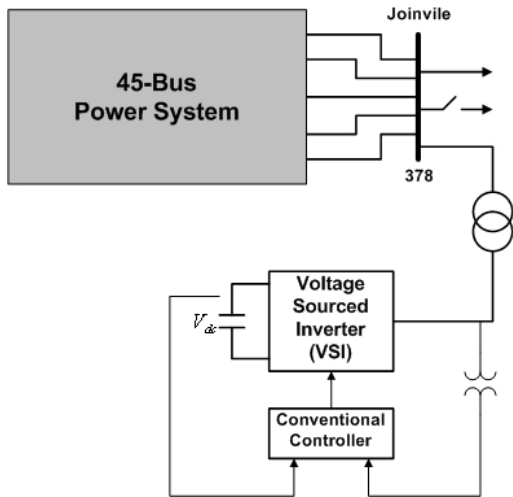 Joinvile
45-Bus
Power System
378
Voltage
Sourced
Inverter
(VSI)
Vdc
Conventional
Controller